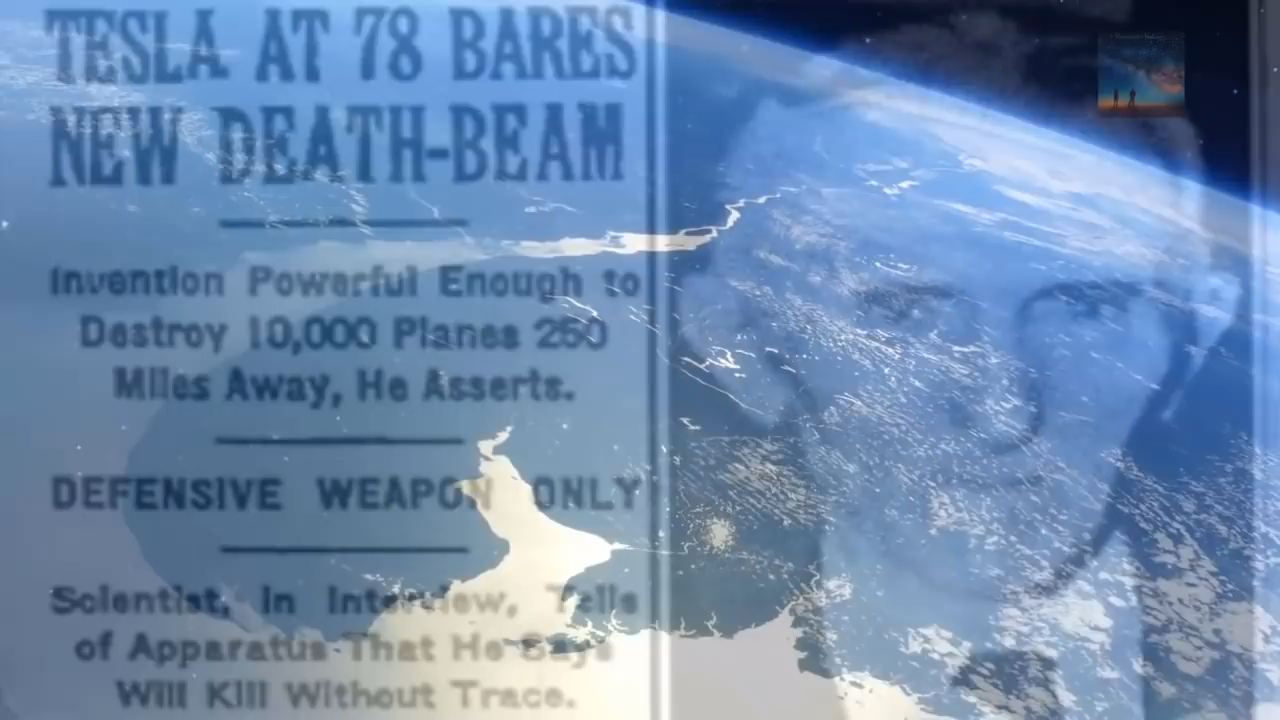 TESLA AT 78 BARES
NEW DEATH-BEAM
Invention Powerful Enough to
Destroy 10,000 Planes 250
Miles Away, He Asserts.
DEFENSIVE WEAPON ONLY
Scientist, in Interview, Tells
of Apparatus That He Says
Will Kill Without Trace.